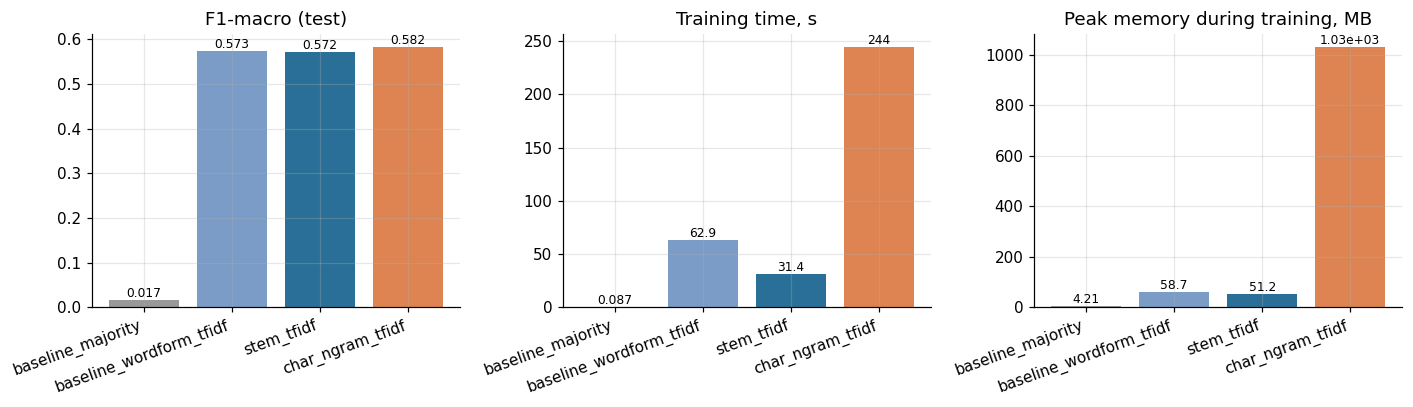 F1-macro (test)
0.6
0.5
0.4
0.3
0.2
0.1
0.0
0.017
0.573
0.572
0.582
baseline_majority
baseline_wordform_tfidf
stem_tfidf
char_ngram_tfidf
Training time, s
250
200
150
100
50
0
0.087
62.9
31.4
244
baseline_majority
baseline_wordform_tfidf
stem_tfidf
char_ngram_tfidf
Peak memory during training, MB
1000
800
600
400
200
0
4.21
58.7
51.2
1.03e+03
baseline_majority
baseline_wordform_tfidf
stem_tfidf
char_ngram_tfidf